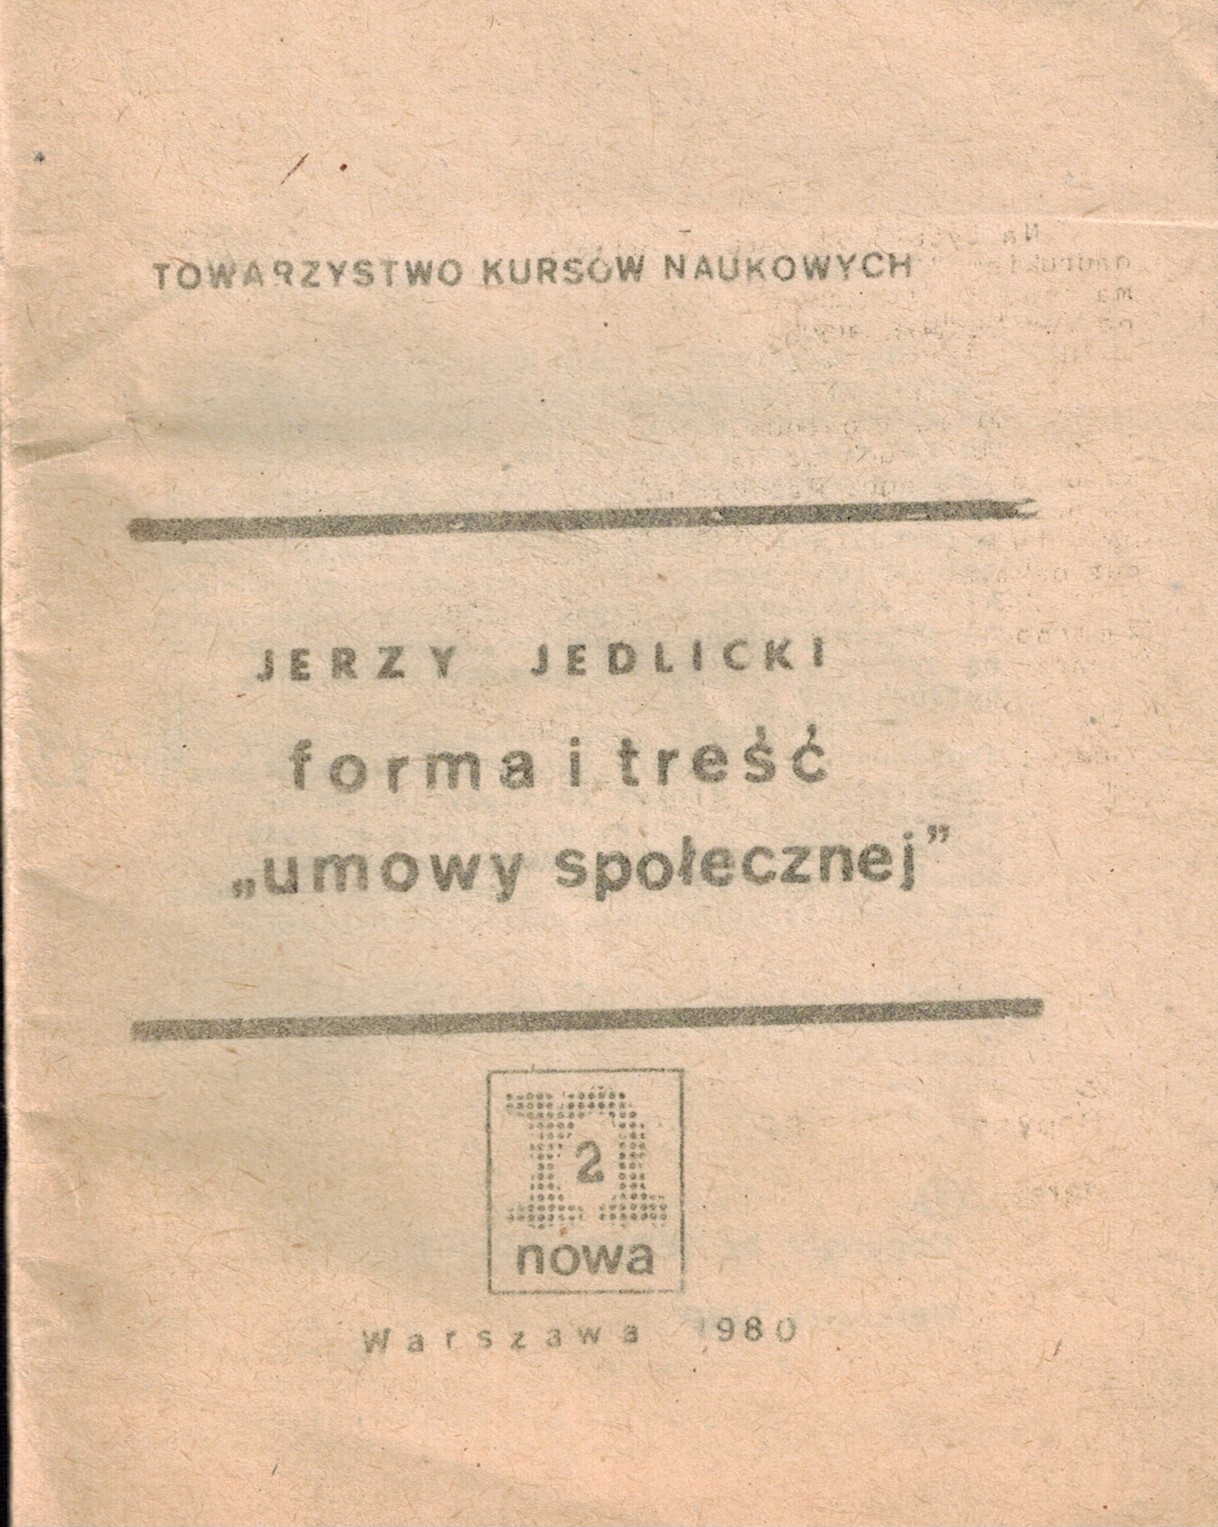 TOWARZYSTWO KURSÓW NAUKOWYCH
JERZY JEDLICKI
forma i treść
„umowy społecznej”
2
nowa
Warszawa 1980